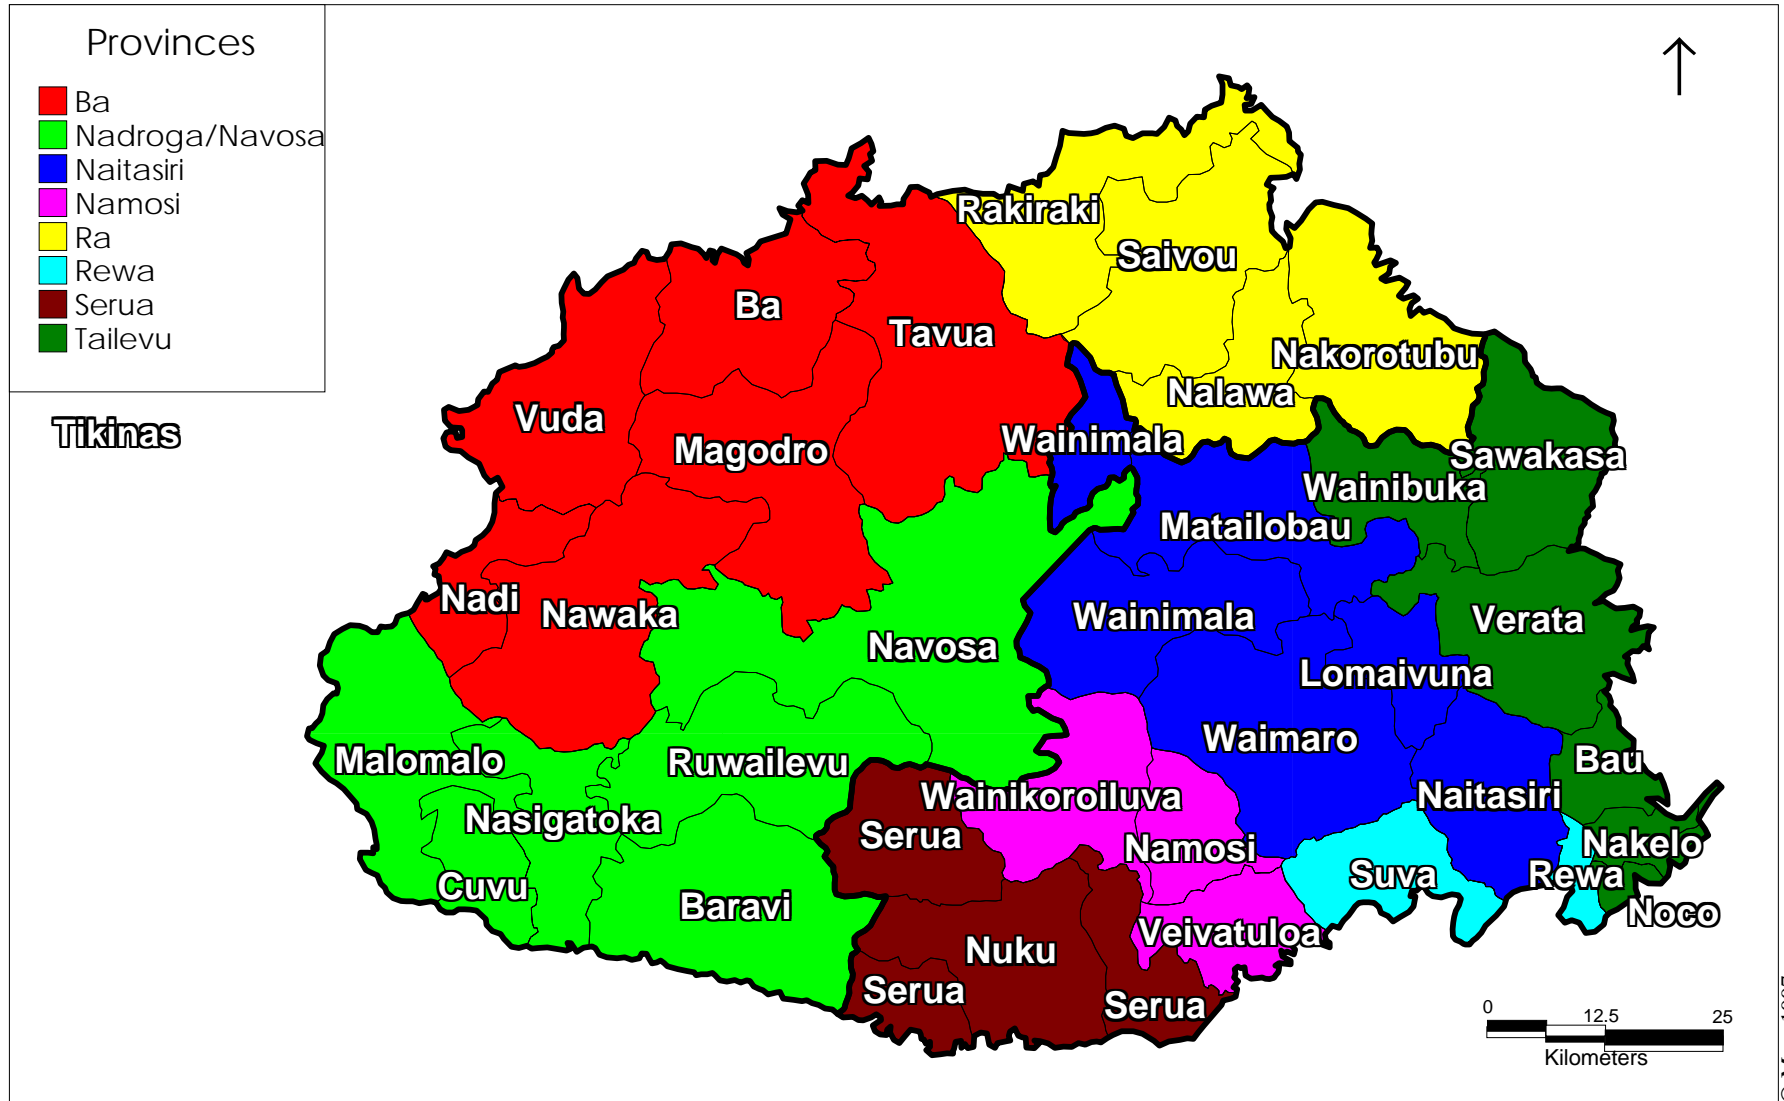 Provinces
Ba
Nadroga/Navosa
Naitasiri
Namosi
Ra
Rewa
Serua
Tailevu
Tikinas
Rakiraki
Saivou
Ba
Tavua
Nakorotubu
Nalawa
Vuda
Magodro
Wainimala
Sawakasa
Wainibuka
Matailobau
Nadi
Nawaka
Wainimala
Verata
Navosa
Lomaivuna
Malomalo
Ruwailevu
Waimaro
Bau
Wainikoroiluva
Naitasiri
Nasigatoka
Serua
Namosi
Nakelo
Cuvu
Suva
Rewa
Baravi
Noco
Veivatuloa
Nuku
Serua
Serua
0 12.5 25
Kilometers